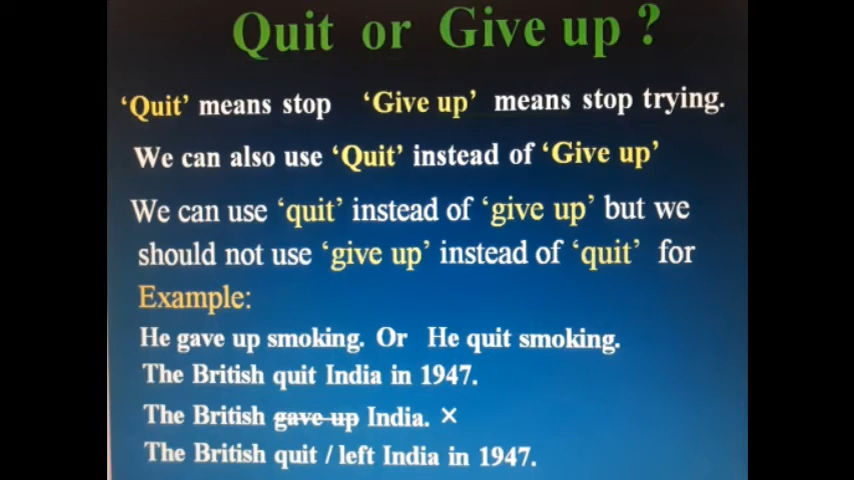 Quit or Give up ?
‘Quit’ means stop ‘Give up’ means stop trying.
We can also use ‘Quit’ instead of ‘Give up’
We can use ‘quit’ instead of ‘give up’ but we
should not use ‘give up’ instead of ‘quit’ for
Example:
He gave up smoking. Or He quit smoking.
The British quit India in 1947.
The British gave up India. ×
The British quit / left India in 1947.